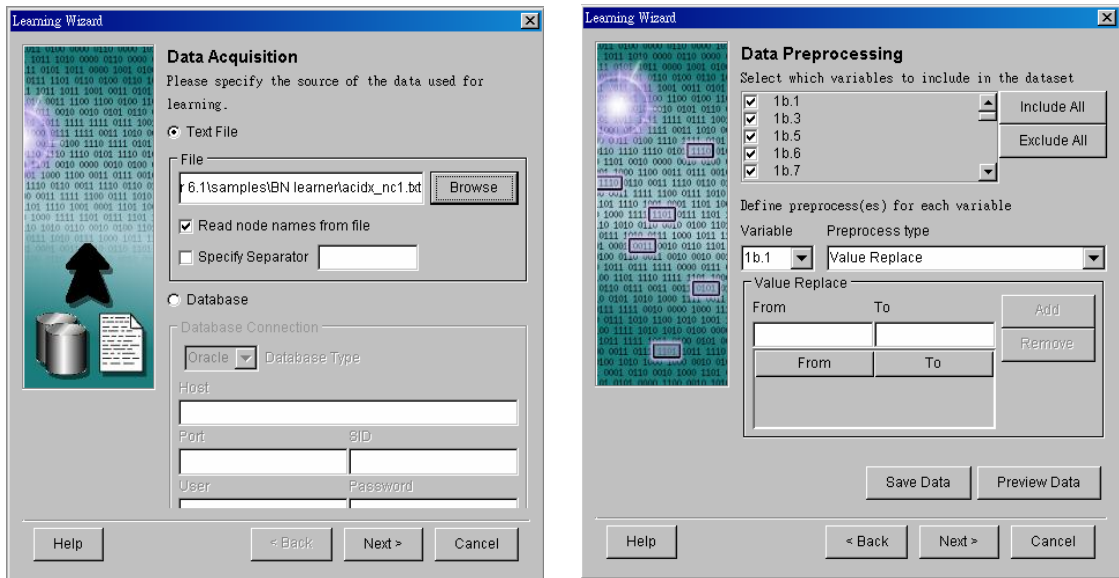 Learning Wizard
Data Acquisition
Please specify the source of the data used for
learning.
Text File
File
r 6.1\samples\BN learner\acidx_nc1.txt
Browse
Read node names from file
Specify Separator
Database
Database Connection
Oracle
Database Type
Host
Port
SID
User
Password
Help
< Back
Next >
Cancel
Learning Wizard
Data Preprocessing
Select which variables to include in the dataset
1b.1
1b.3
1b.5
1b.6
1b.7
Include All
Exclude All
Define preprocess(es) for each variable
Variable
Preprocess type
1b.1
Value Replace
Value Replace
From
To
Add
Remove
From
To
Save Data
Preview Data
Help
< Back
Next >
Cancel